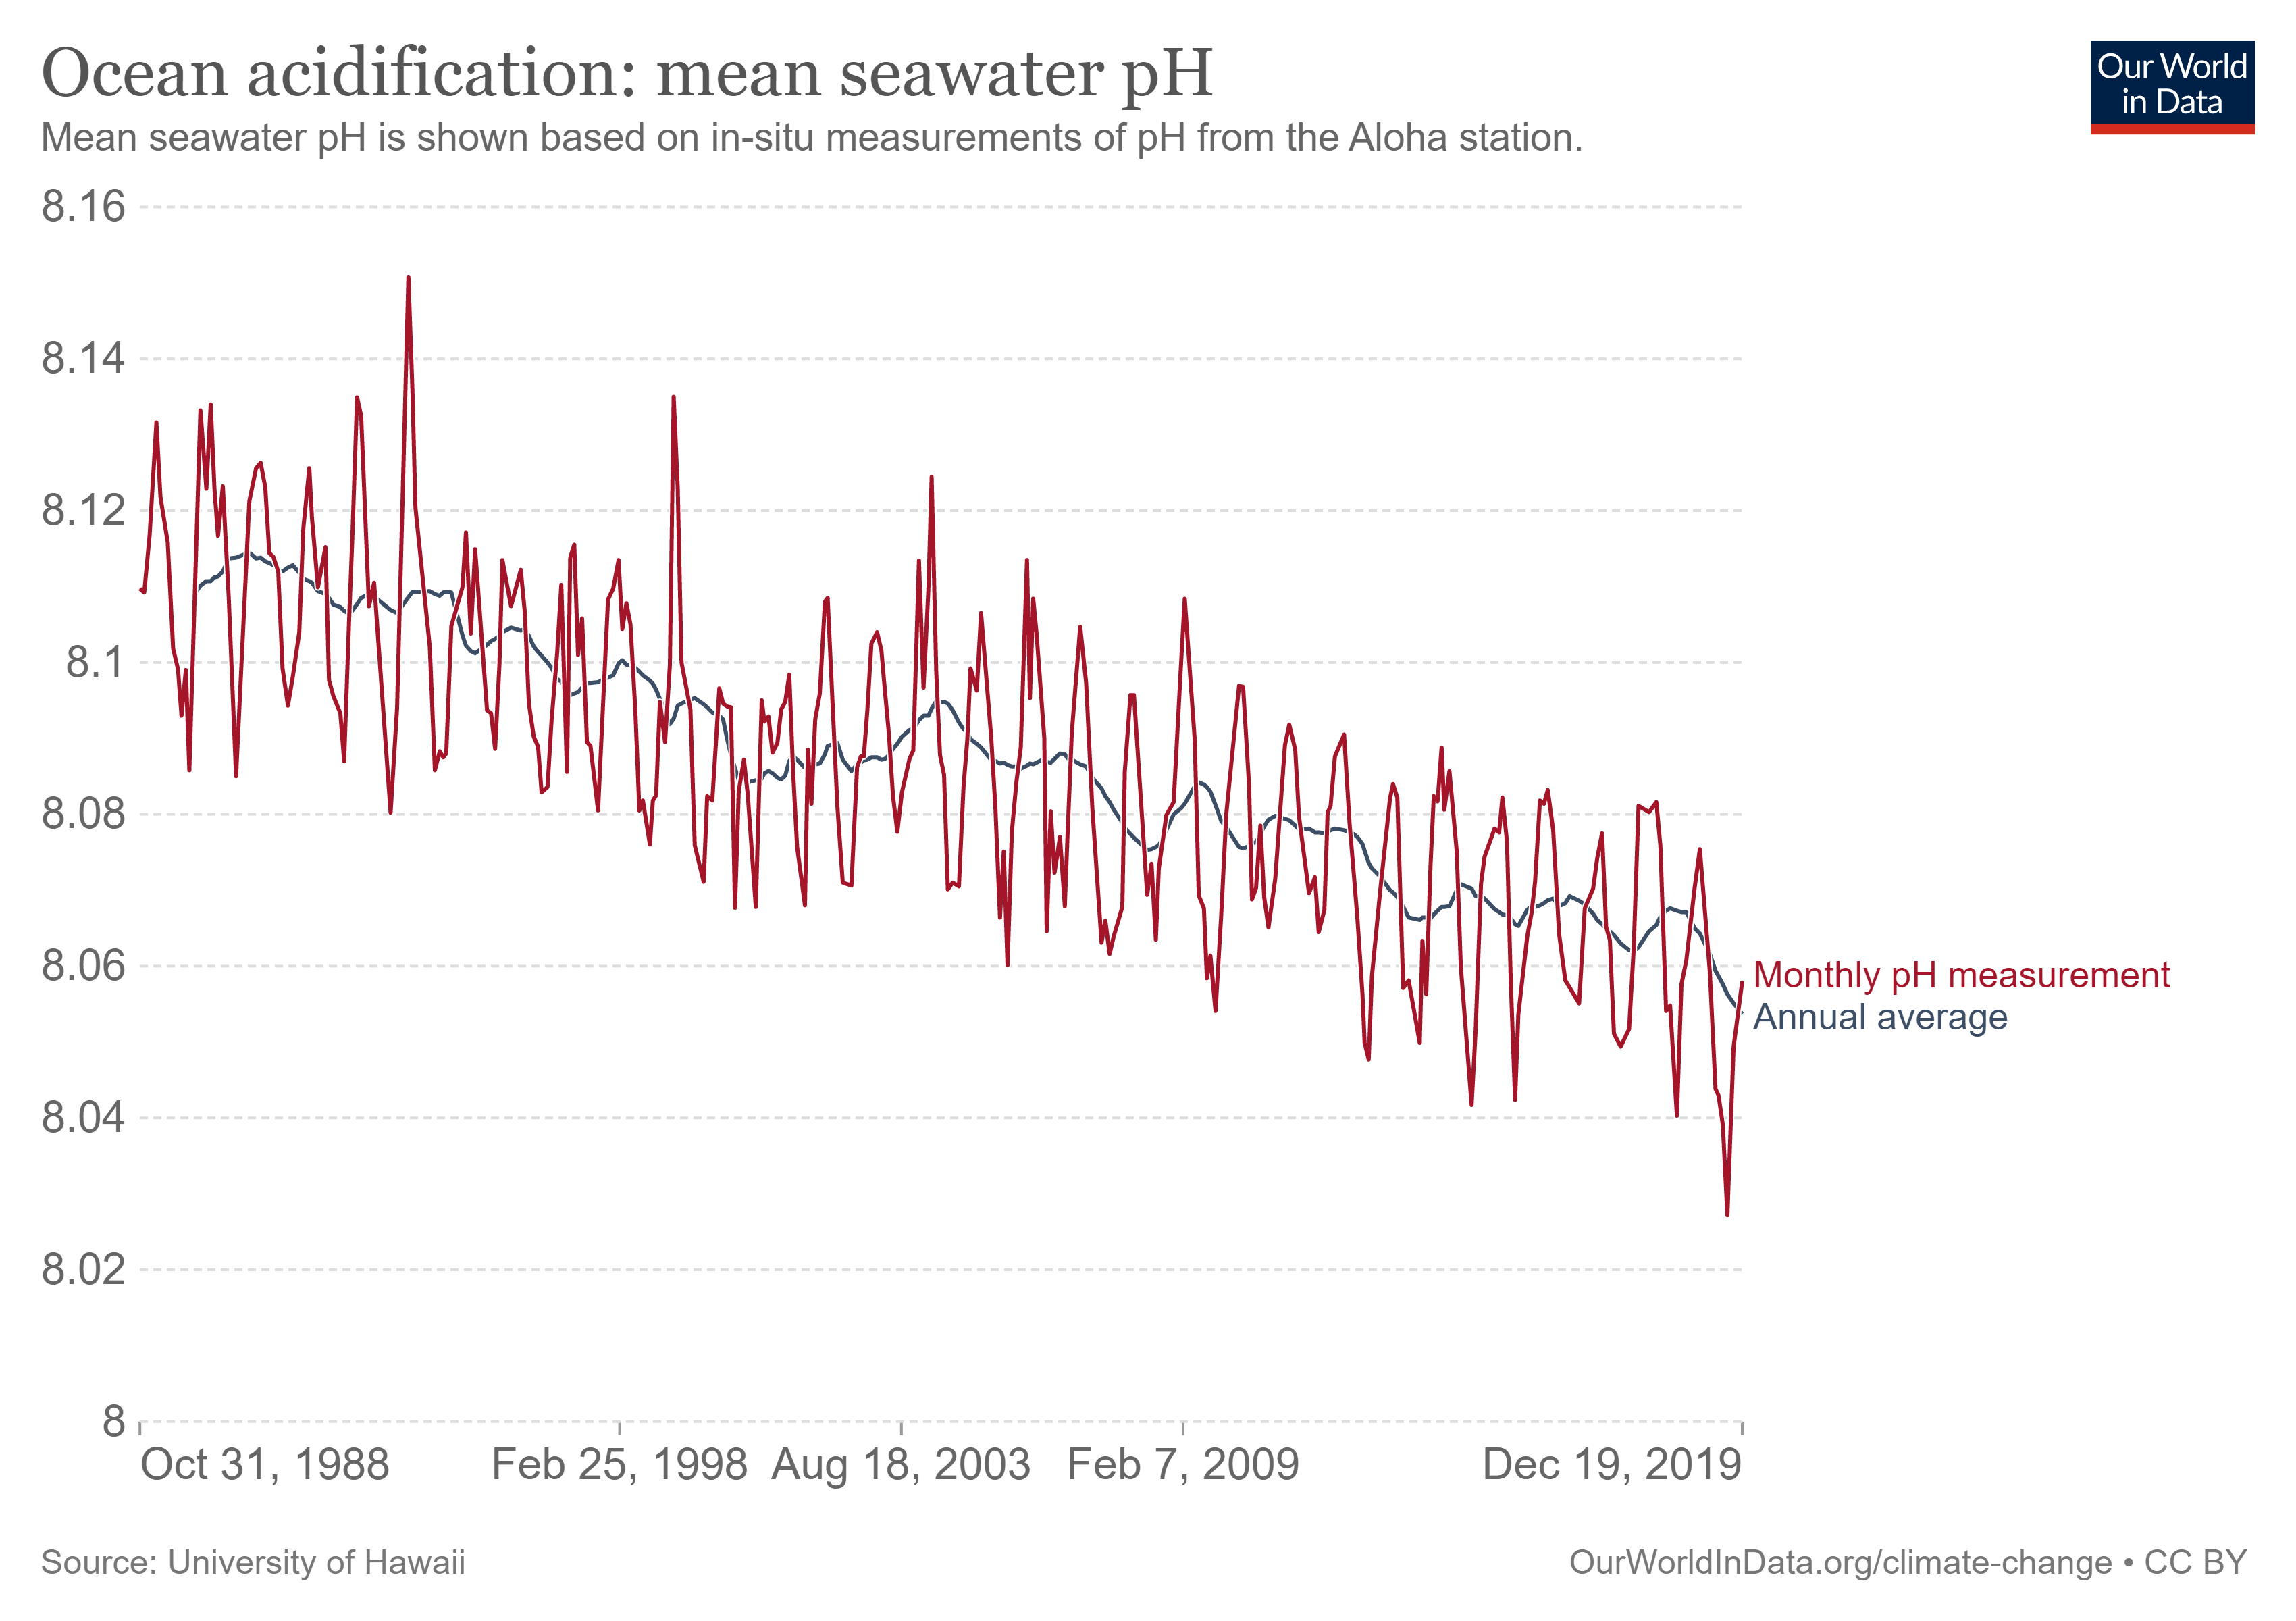 Ocean acidification: mean seawater pH
Our World
in Data
Mean seawater pH is shown based on in-situ measurements of pH from the Aloha station.
8.16
8.14
8.12
8.1
8.08
8.06
8.04
8.02
8
Monthly pH measurement
Annual average
Oct 31, 1988 Feb 25, 1998 Aug 18, 2003 Feb 7, 2009 Dec 19, 2019
Source: University of Hawaii
OurWorldInData.org/climate-change • CC BY